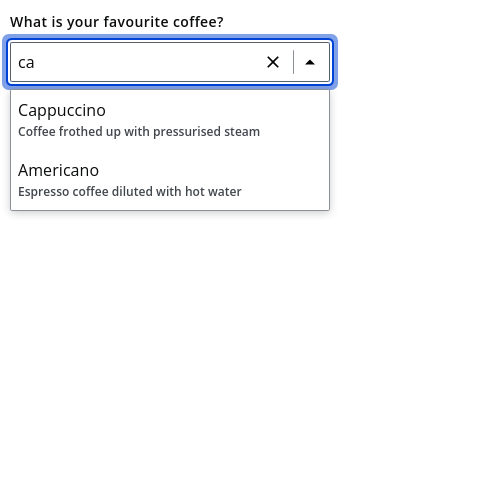 What is your favourite coffee?
ca
Cappuccino
Coffee frothed up with pressurised steam
Americano
Espresso coffee diluted with hot water